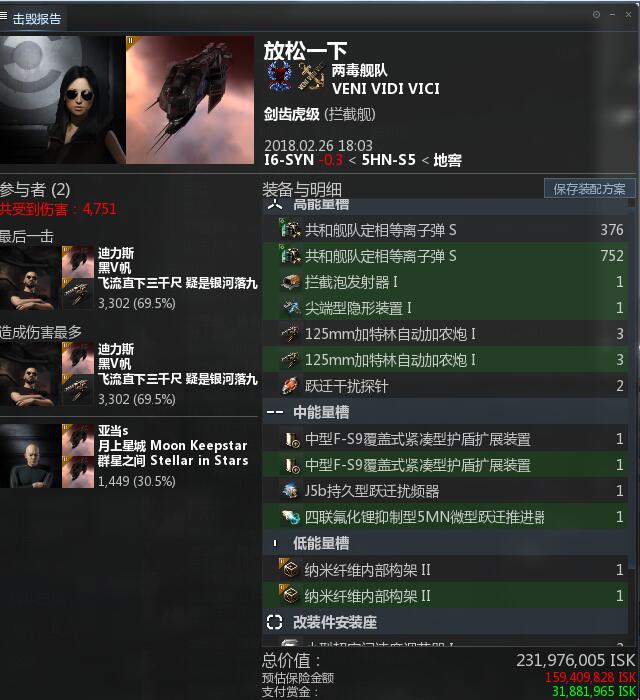 击毁报告
放松一下
两毒舰队
VENI VIDI VICI
剑齿虎级 (拦截舰)
2018.02.26 18:03
I6-SYN -0.3 < 5HN-S5 < 地窖
参与者 (2)
共受到伤害：4,751
最后一击
迪力斯
黑V帆
飞流直下三千尺 疑是银河落九
3,302 (69.5%)
造成伤害最多
迪力斯
黑V帆
飞流直下三千尺 疑是银河落九
3,302 (69.5%)
亚当s
月上星城 Moon Keepstar
群星之间 Stellar in Stars
1,449 (30.5%)
装备与明细
保存装配方案
高能量槽
共和舰队定相等离子弹 S 376
共和舰队定相等离子弹 S 752
拦截泡发射器 I 1
尖端型隐形装置 I 1
125mm加特林自动加农炮 I 3
125mm加特林自动加农炮 I 3
跃迁干扰探针 2
中能量槽
中型F-S9覆盖式紧凑型护盾扩展装置 1
中型F-S9覆盖式紧凑型护盾扩展装置 1
J5b持久型跃迁扰频器 1
四联氟化锂抑制型5MN微型跃迁推进器 1
低能量槽
纳米纤维内部构架 II 1
纳米纤维内部构架 II 1
改装件安装座
总价值： 231,976,005 ISK
预估保险金额 159,409,828 ISK
支付赏金： 31,881,965 ISK